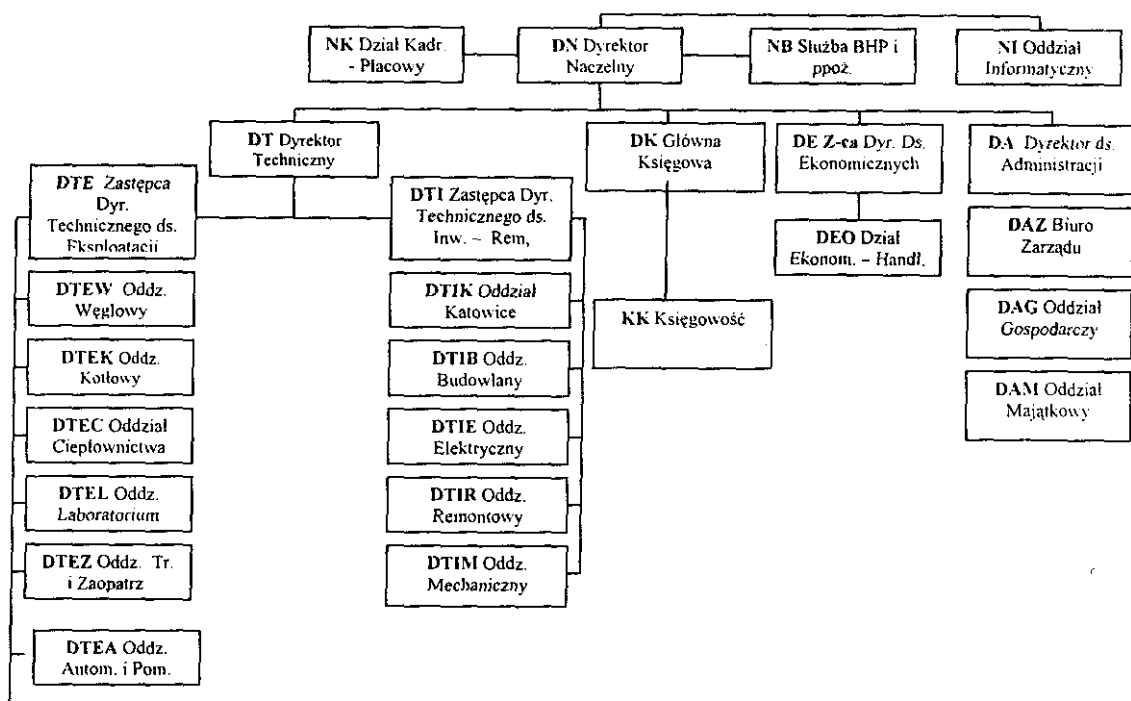 NK Dział Kadr.
- Płacowy
DN Dyrektor
Naczelny
NB Służba BHP i
ppoż.
NI Oddział
Informatyczny
DT Dyrektor
Techniczny
DK Główna
Księgowa
DE Z-ca Dyr. Ds.
Ekonomicznych
DA Dyrektor ds.
Administracji
DTE Zastępca
Dyr.
Technicznego ds.
Eksploatacji
DTI Zastępca Dyr.
Technicznego ds.
Inw. – Rem,
DEO Dział
Ekonom. – Handl.
DAZ Biuro
Zarządu
DTEW Oddz.
Węglowy
DTIK Oddział
Katowice
KK Księgowość
DAG Oddział
Gospodarczy
DTEK Oddz.
Kotłowy
DTIB Oddz.
Budowlany
DAM Oddział
Majątkowy
DTEC Oddział
Ciepłownictwa
DTIE Oddz.
Elektryczny
DTEL Oddz.
Laboratorium
DTIR Oddz.
Remontowy
DTEZ Oddz. Tr.
i Zaopatrz
DTIM Oddz.
Mechaniczny
DTEA Oddz.
Autom. i Pom.